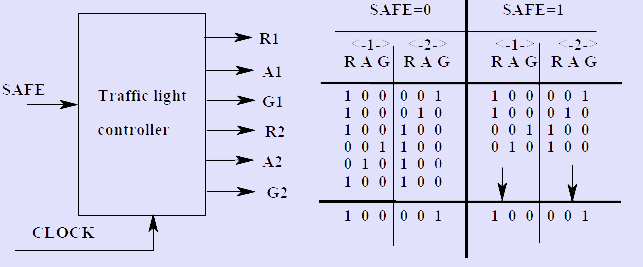 SAFE=0 SAFE=1
R1
<-1-> <-2-> <-1-> <-2->
R A G R A G R A G R A G
A1
SAFE
Traffic light
1 0 0 0 0 1 1 0 0 0 0 1
G1
1 0 0 0 1 0 1 0 0 0 1 0
controller
R2
1 0 0 1 0 0 0 0 1 1 0 0
0 0 1 1 0 0 0 1 0 1 0 0
A2
0 1 0 1 0 0
1 0 0 1 0 0
G2
1 0 0 0 0 1 1 0 0 0 0 1
CLOCK